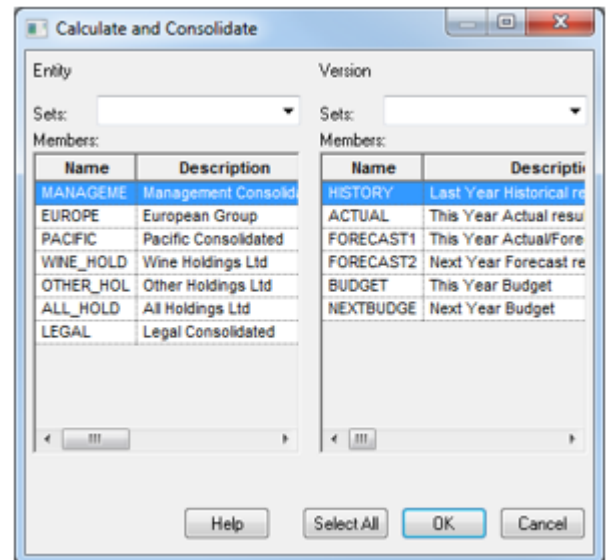 Calculate and Consolidate
Entity Version
Sets: Sets:
Members: Members:
Name Description Name Descripti
MANAGEME Management Consolid HISTORY Last Year Historical re
EUROPE European Group ACTUAL This Year Actual resul
PACIFIC Pacific Consolidated FORECAST1 This Year Actual/Fore
WINE_HOLD Wine Holdings Ltd FORECAST2 Next Year Forecast re
OTHER_HOL Other Holdings Ltd BUDGET This Year Budget
ALL_HOLD All Holdings Ltd NEXTBUDGE Next Year Budget
LEGAL Legal Consolidated
Help Select All OK Cancel